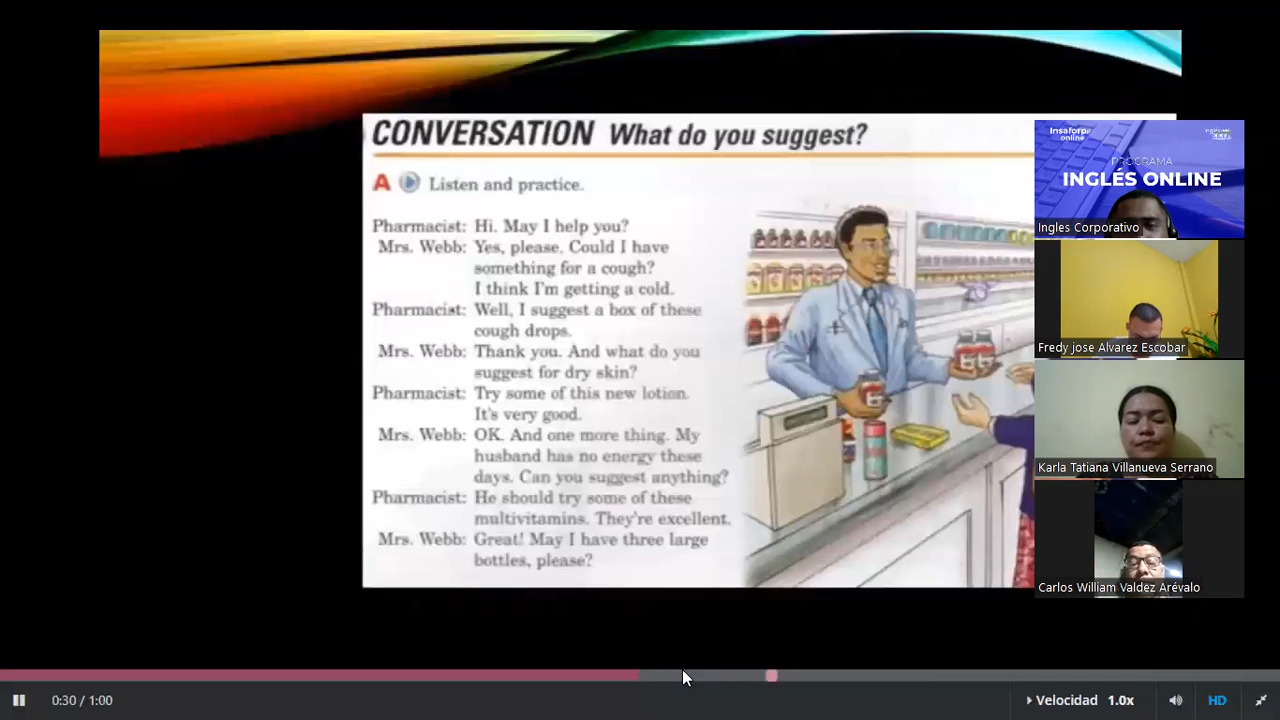 CONVERSATION What do you suggest?
A Listen and practice.
Pharmacist: Hi. May I help you?
Mrs. Webb: Yes, please. Could I have
something for a cough?
I think I'm getting a cold.
Pharmacist: Well, I suggest a box of these
cough drops.
Mrs. Webb: Thank you. And what do you
suggest for dry skin?
Pharmacist: Try some of this new lotion.
It's very good.
Mrs. Webb: OK. And one more thing. My
husband has no energy these
days. Can you suggest anything?
Pharmacist: He should try some of these
multivitamins. They're excellent.
Mrs. Webb: Great! May I have three large
bottles, please?
Insaforp
online
PROGRAMA
INGLÉS ONLINE
Ingles Corporativo
Fredy jose Alvarez Escobar
Karla Tatiana Villanueva Serrano
Carlos William Valdez Arévalo
0:30 / 1:00
Velocidad 1.0x
HD